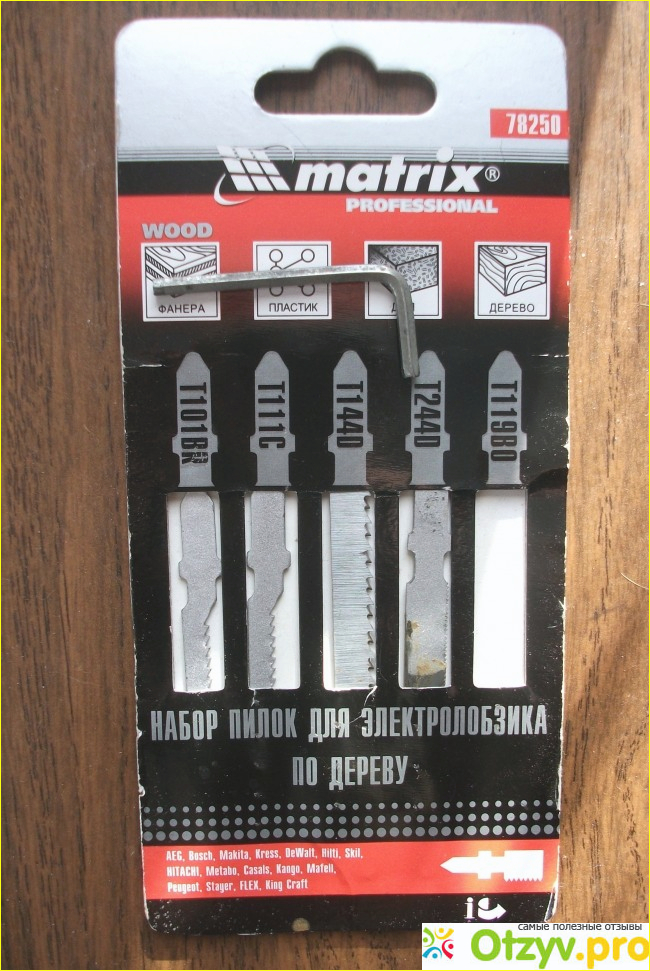 78250
matrix®
PROFESSIONAL
WOOD
ФАНЕРА
ПЛАСТИК
ДЕРЕВО
T101BR
T111C
T144D
T244D
T119BO
НАБОР ПИЛОК ДЛЯ ЭЛЕКТРОЛОБЗИКА
ПО ДЕРЕВУ
AEG, Bosch, Makita, Kress, DeWalt, Hilti, Skil,
HITACHI, Metabo, Casals, Kango, Mafell,
Peugeot, Stayer, FLEX, King Craft
i
самые полезные отзывы
Otzyv.pro